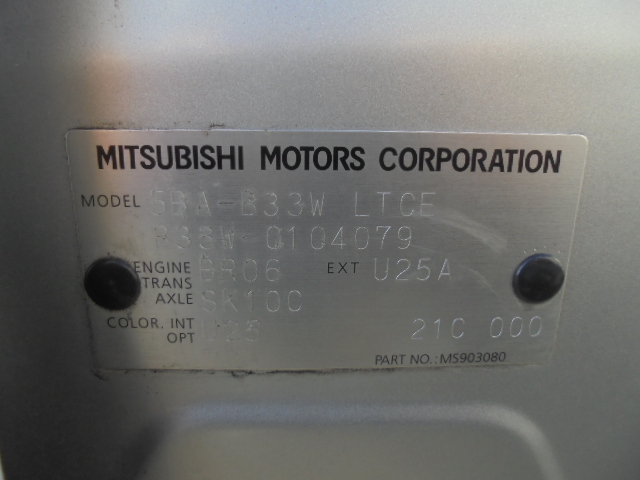 MITSUBISHI MOTORS CORPORATION
MODEL 5BA-B33W LTCE
B33W-0104079
ENGINE BR06 EXT U25A
TRANS
AXLE
COLOR. INT 210 000
OPT
PART NO.: MS903080